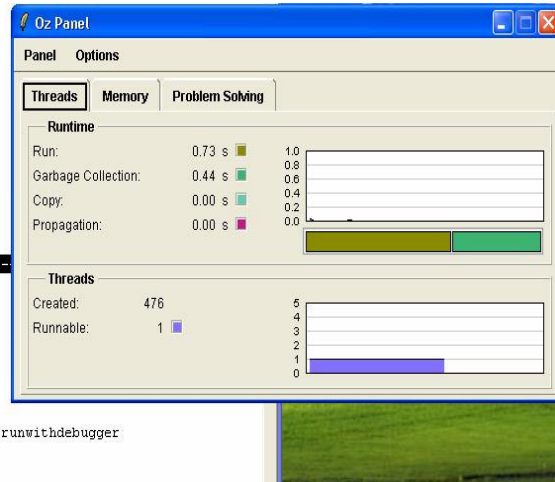 Oz Panel
Panel Options
Threads Memory Problem Solving
Runtime
Run: 0.73 s
Garbage Collection: 0.44 s
Copy: 0.00 s
Propagation: 0.00 s
1.0
0.8
0.6
0.4
0.2
0.0
Threads
Created: 476
Runnable: 1
5
4
3
2
1
0
runwithdebugger